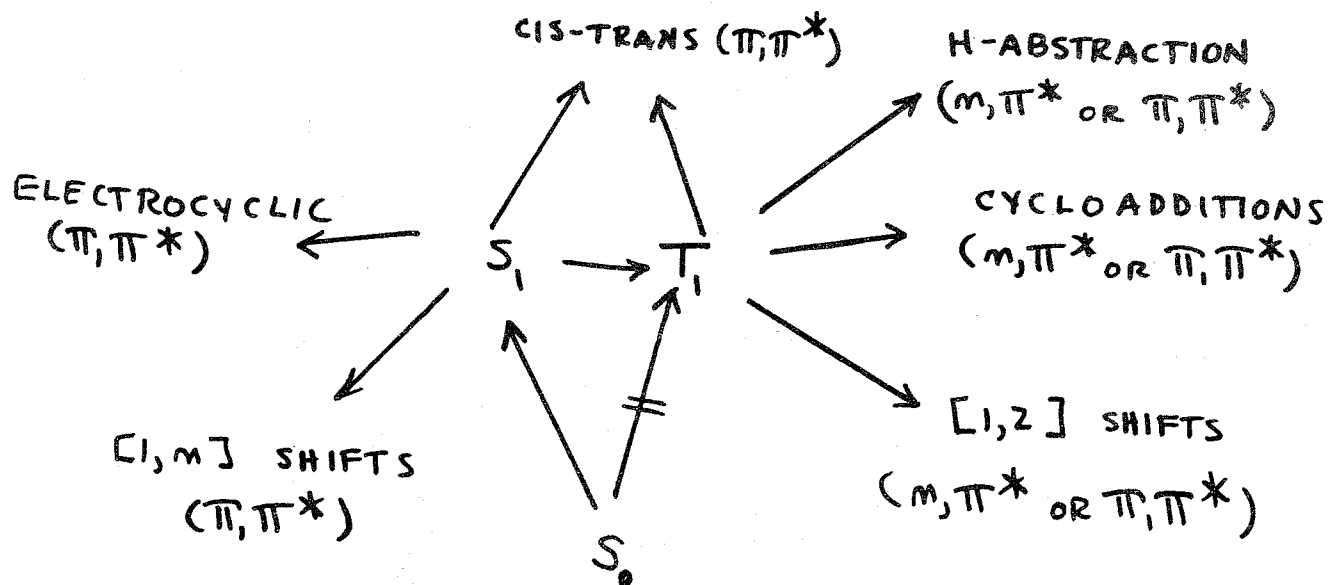 CIS-TRANS (π,π*)
H-ABSTRACTION
(n,π* OR π,π*)
ELECTROCYCLIC
(π,π*)
CYCLOADDITIONS
(n,π* OR π,π*)
S₁
T₁
[1,n] SHIFTS
(π,π*)
[1,2] SHIFTS
(n,π* OR π,π*)
S₀